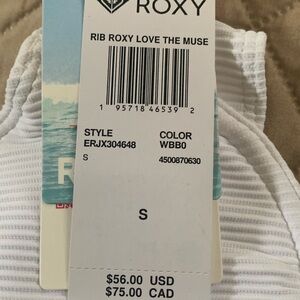 ROXY
RIB ROXY LOVE THE MUSE
1 95718 46539 2
STYLE COLOR
ERJX304648 WBB0
S 4500870630
S
$56.00 USD
$75.00 CAD